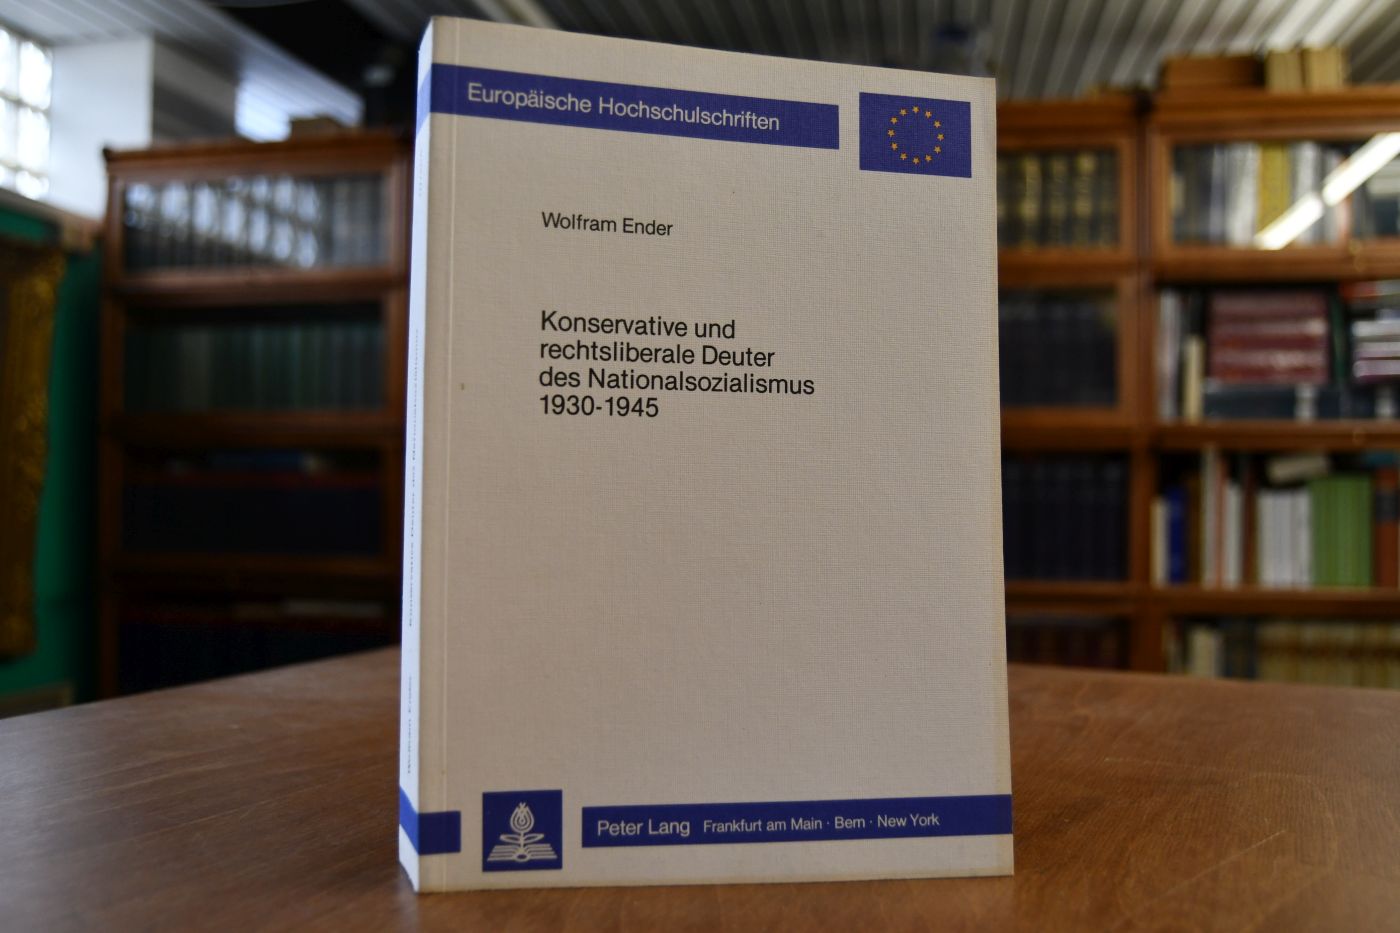 Europäische Hochschulschriften
Wolfram Ender
Konservative und
rechtsliberale Deuter
des Nationalsozialismus
1930-1945
Peter Lang Frankfurt am Main · Bern · New York